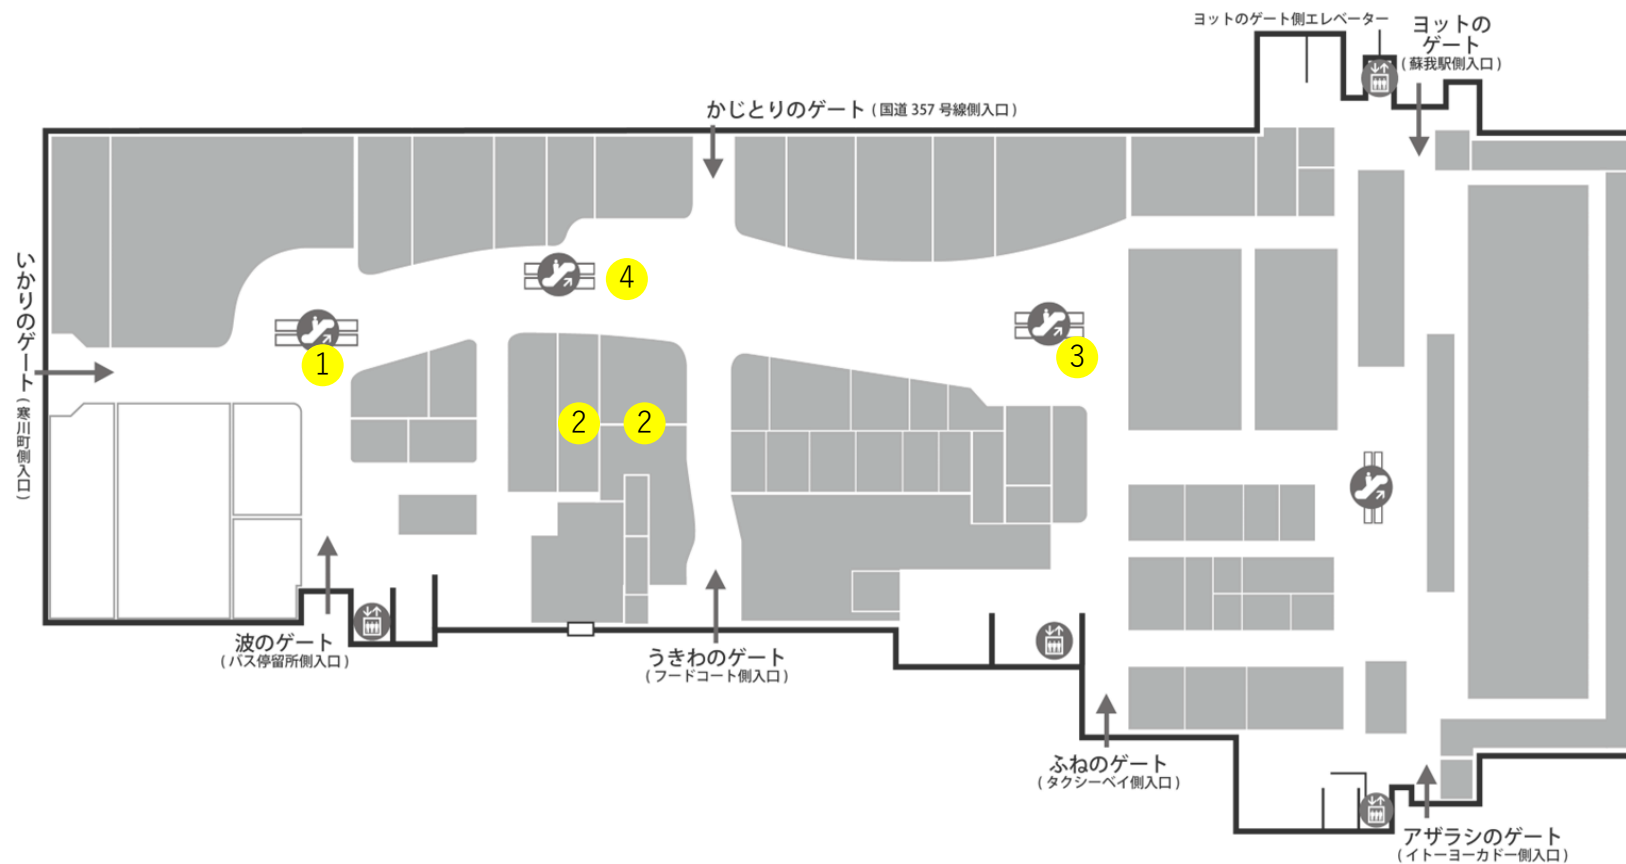 ヨットのゲート側エレベーター
ヨットの
ゲート
(蘇我駅側入口)
かじとりのゲート(国道 357 号線側入口)
いかりのゲート(寒川町側入口)
4
1
3
2
2
波のゲート
(バス停留所側入口)
うきわのゲート
(フードコート側入口)
ふねのゲート
(タクシーベイ側入口)
アザラシのゲート
(イトーヨーカドー側入口)